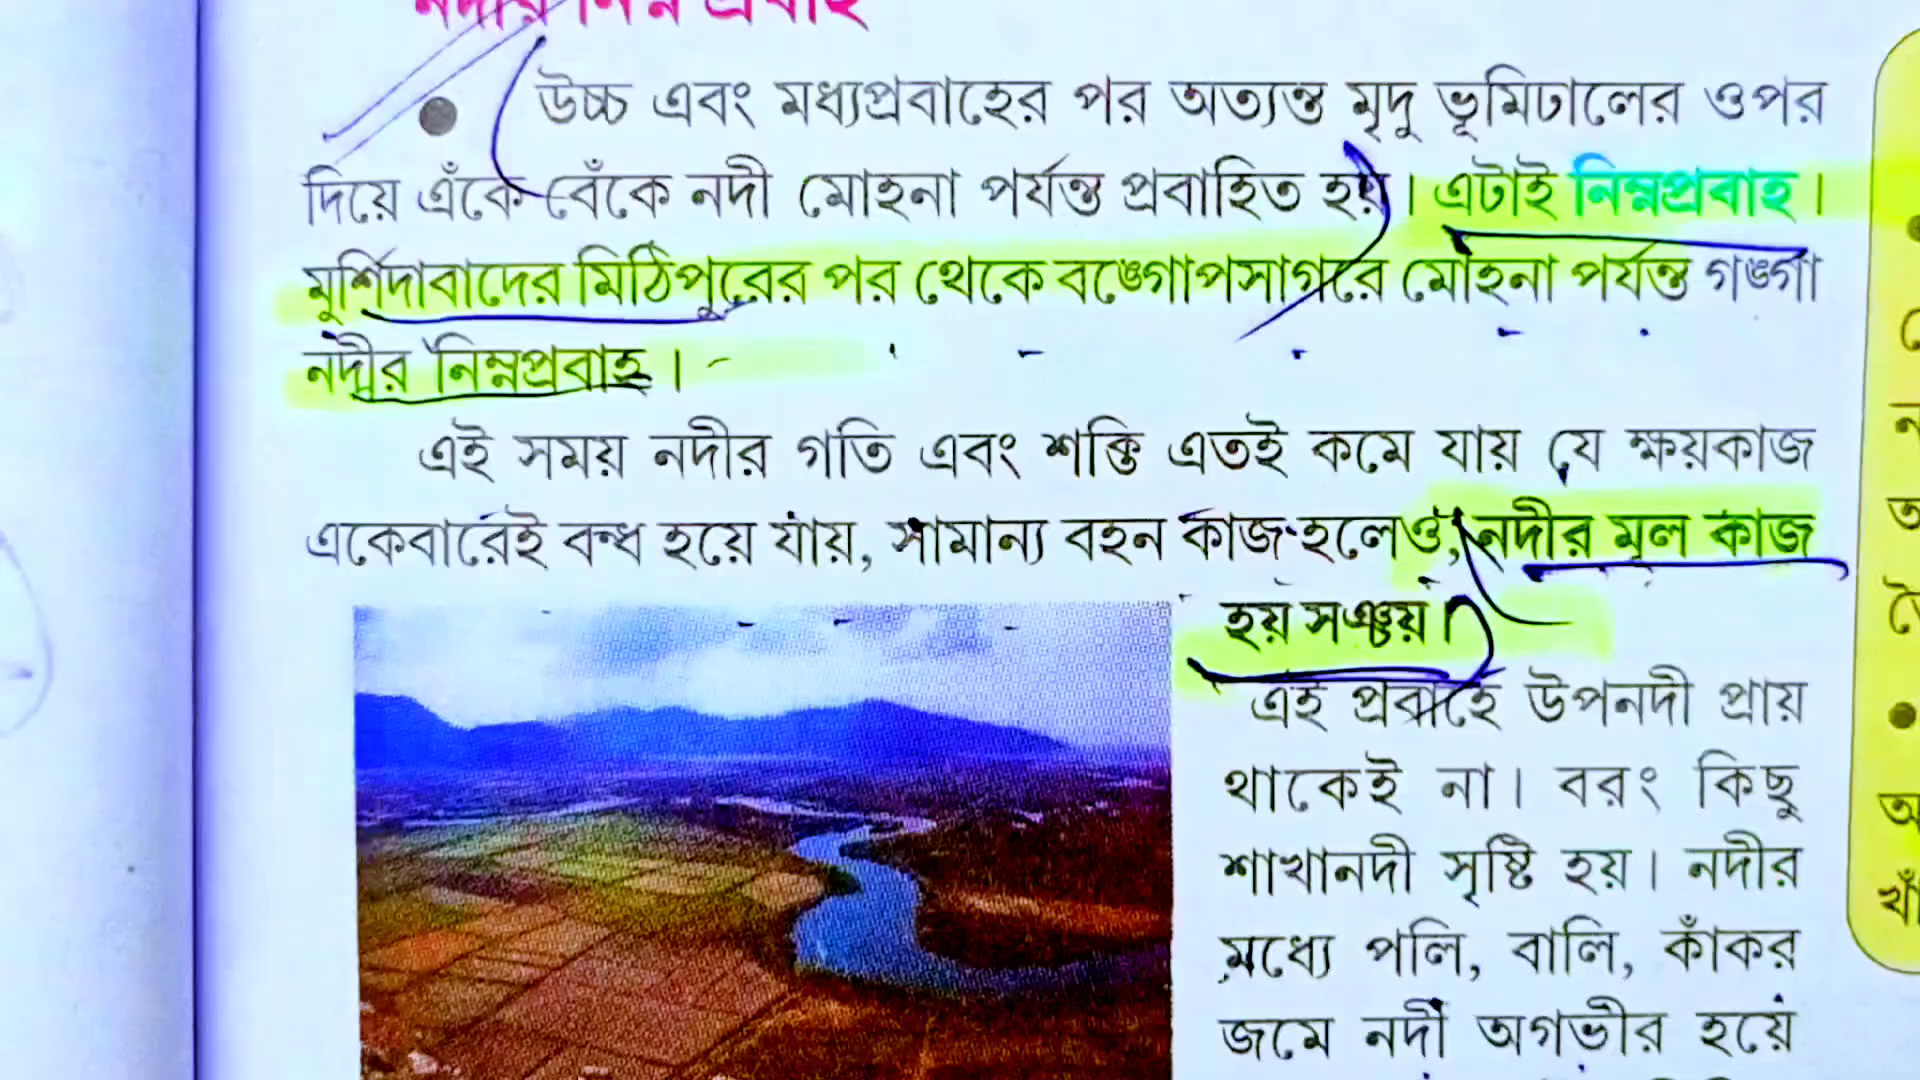 নদীর নিম্ন প্রবাহ
উচ্চ এবং মধ্যপ্রবাহের পর অত্যন্ত মৃদু ভূমিঢালের ওপর
দিয়ে এঁকে বেঁকে নদী মোহনা পর্যন্ত প্রবাহিত হয়। এটাই নিম্নপ্রবাহ।
মুর্শিদাবাদের মিঠিপুরের পর থেকে বঙ্গোপসাগরে মোহনা পর্যন্ত গঙ্গা
নদীর নিম্নপ্রবাহ।
এই সময় নদীর গতি এবং শক্তি এতই কমে যায় যে ক্ষয়কাজ
একেবারেই বন্ধ হয়ে যায়, সামান্য বহন কাজ হলেও, নদীর মূল কাজ
হয় সঞ্চয়।
এই প্রবাহে উপনদী প্রায়
থাকেই না। বরং কিছু
শাখানদী সৃষ্টি হয়। নদীর
মধ্যে পলি, বালি, কাঁকর
জমে নদী অগভীর হয়ে